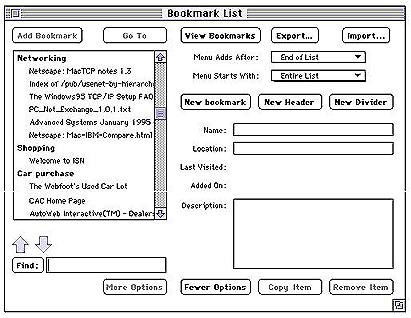 Bookmark List
Add Bookmark Go To View Bookmarks Export... Import...
Networking
Netscape: MacTCP notes 1.3
Index of /pub/usenet-by-hierarch
The Windows95 TCP/IP Setup FAQ
PC_Net_Exchange_1.0.1.txt
Advanced Systems January 1995
Netscape: Mac-IBM-Compare.html
Shopping
Welcome to ISN
Car purchase
The Webfoot's Used Car Lot
CAC Home Page
AutoWeb Interactive(TM) - Dealers
Menu Adds After: End of List
Menu Starts With: Entire List
New bookmark New Header New Divider
Name:
Location:
Last Visited:
Added On:
Description:
Find:
More Options Fewer Options Copy Item Remove Item